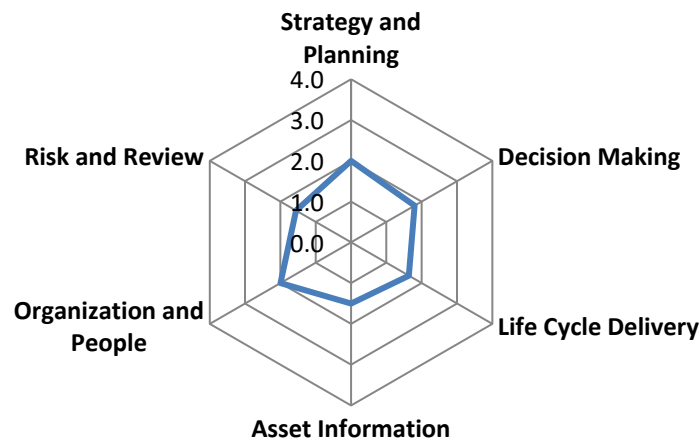 Strategy and
Planning
4.0
3.0
Risk and Review
Decision Making
2.0
1.0
0.0
Organization and
People
Life Cycle Delivery
Asset Information